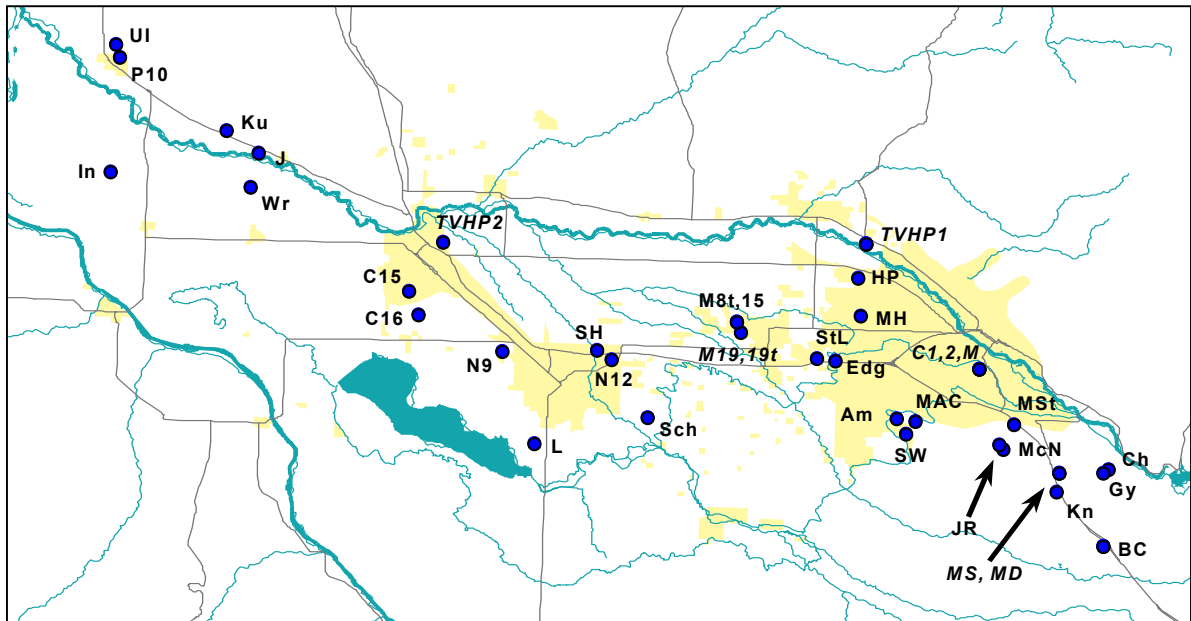 UI
P10
Ku
J
In
Wr
TVHP2
TVHP1
C15
HP
C16
M8t,15
MH
SH
StL
C1,2,M
N9
M19,19t
N12
Edg
Am
MAC
MSt
Sch
L
SW
McN
Ch
Gy
Kn
JR
BC
MS, MD